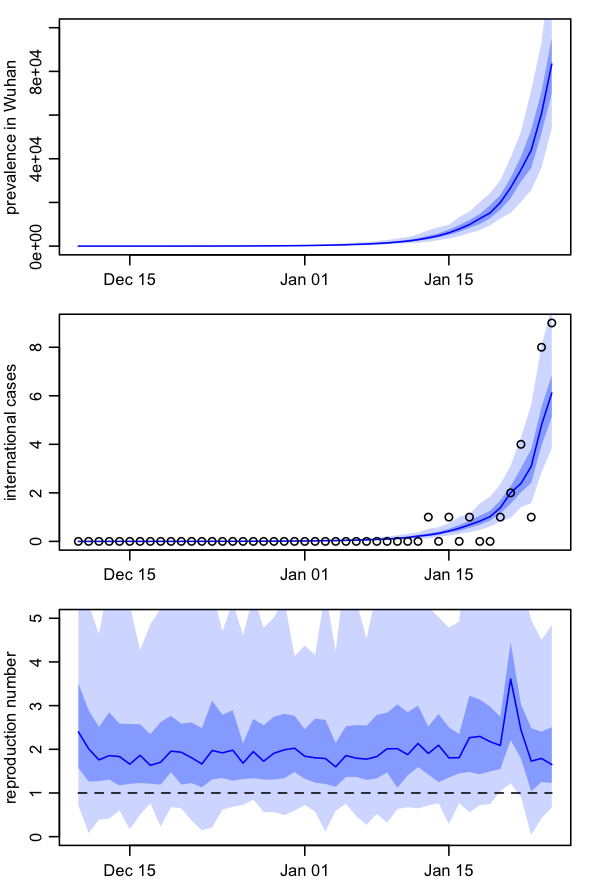 prevalence in Wuhan
8e+04
4e+04
0e+00
Dec 15 Jan 01 Jan 15
international cases
8
6
4
2
0
Dec 15 Jan 01 Jan 15
reproduction number
5
4
3
2
1
0
Dec 15 Jan 01 Jan 15